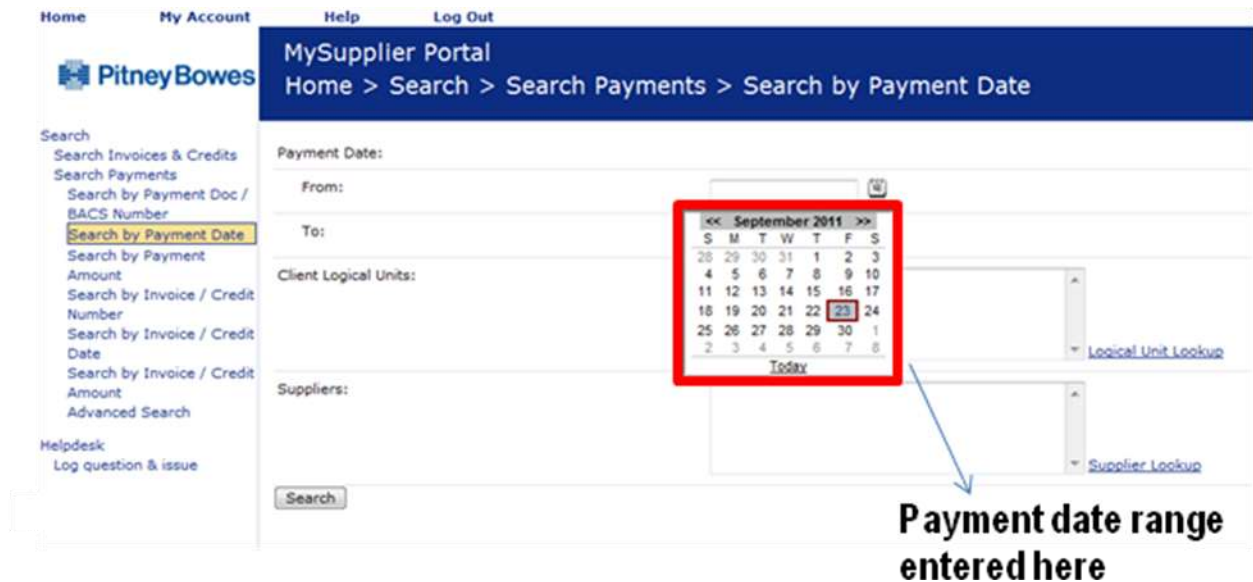 Home My Account Help Log Out
PitneyBowes
MySupplier Portal
Home > Search > Search Payments > Search by Payment Date
Search
Search Invoices & Credits
Search Payments
Search by Payment Doc /
BACS Number
Search by Payment Date
Search by Payment
Amount
Search by Invoice / Credit
Number
Search by Invoice / Credit
Date
Search by Invoice / Credit
Amount
Advanced Search
Helpdesk
Log question & issue
Payment Date:
From:
To:
<< September 2011 >>
S M T W T F S
28 29 30 31 1 2 3
4 5 6 7 8 9 10
11 12 13 14 15 16 17
18 19 20 21 22 23 24
25 26 27 28 29 30 1
2 3 4 5 6 7 8
Today
Client Logical Units:
Logical Unit Lookup
Suppliers:
Supplier Lookup
Search
Payment date range
entered here